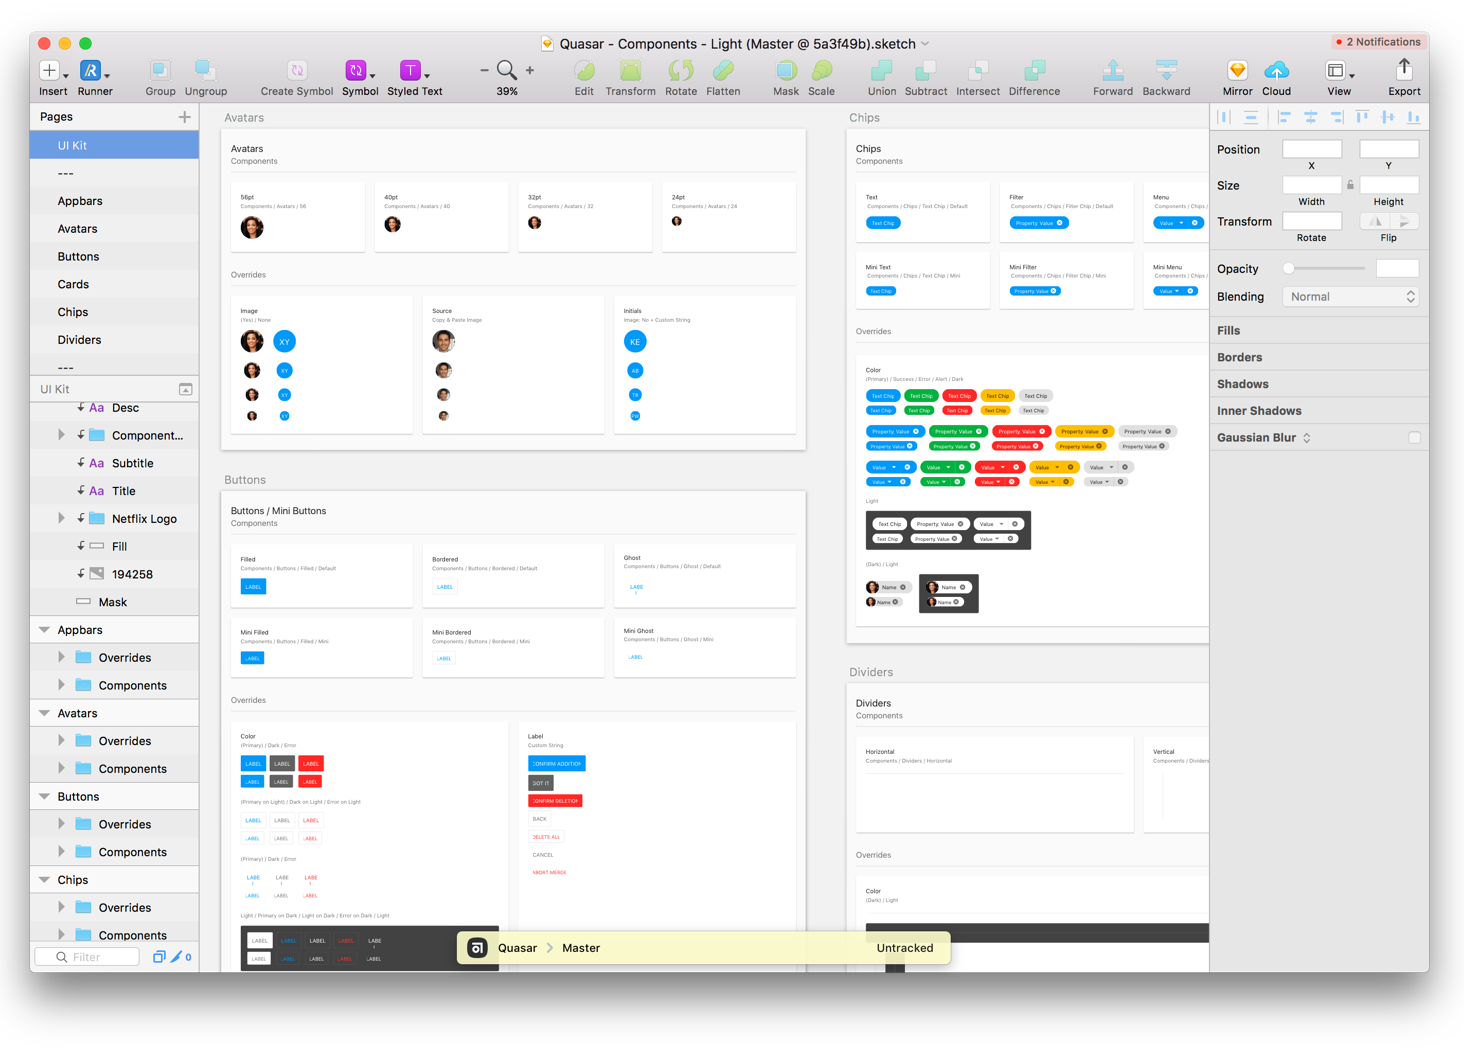 Quasar - Components - Light (Master @ 5a3f49b).sketch
2 Notifications
Insert
Runner
Group
Ungroup
Create Symbol
Symbol
Styled Text
39%
Edit
Transform
Rotate
Flatten
Mask
Scale
Union
Subtract
Intersect
Difference
Forward
Backward
Mirror
Cloud
View
Export
Pages
UI Kit
---
Appbars
Avatars
Buttons
Cards
Chips
Dividers
---
UI Kit
Aa Desc
Component...
Aa Subtitle
Aa Title
Netflix Logo
Fill
194258
Mask
Appbars
Overrides
Components
Avatars
Overrides
Components
Buttons
Overrides
Components
Chips
Overrides
Components
Filter
0
Avatars
Avatars
Components
56pt
Components / Avatars / 56
40pt
Components / Avatars / 40
32pt
Components / Avatars / 32
24pt
Components / Avatars / 24
Overrides
Image
(Yes) / None
XY
XY
XY
XY
Source
Copy & Paste Image
Initials
Image: No + Custom String
KE
AB
TR
PW
Buttons
Buttons / Mini Buttons
Components
Filled
Components / Buttons / Filled / Default
LABEL
Bordered
Components / Buttons / Bordered / Default
LABEL
Ghost
Components / Buttons / Ghost / Default
LABE
l
Mini Filled
Components / Buttons / Filled / Mini
LABEL
Mini Bordered
Components / Buttons / Bordered / Mini
LABEL
Mini Ghost
Components / Buttons / Ghost / Mini
LABEL
Overrides
Color
(Primary) / Dark / Error
LABEL LABEL LABEL
LABEL LABEL LABEL
(Primary on Light) / Dark on Light / Error on Light
LABEL LABEL LABEL
LABEL LABEL LABEL
(Primary) / Dark / Error
LABE LABE LABE
LABEL LABEL LABEL
Light / Primary on Dark / Light on Dark / Error on Dark / Light
LABEL LABEL LABEL LABEL LABE
LABEL LABEL LABEL LABEL LABEL
Label
Custom String
CONFIRM ADDITION
GOT IT
CONFIRM DELETION
BACK
DELETE ALL
CANCEL
ABORT MERGE
Chips
Chips
Components
Text
Components / Chips / Text Chip / Default
Text Chip
Filter
Components / Chips / Filter Chip / Default
Property Value
Menu
Components / Chips
Value
Mini Text
Components / Chips / Text Chip / Mini
Text Chip
Mini Filter
Components / Chips / Filter Chip / Mini
Property Value
Mini Menu
Components / Chips
Value
Overrides
Color
(Primary) / Success / Error / Alert / Dark
Text Chip Text Chip Text Chip Text Chip Text Chip
Text Chip Text Chip Text Chip Text Chip Text Chip
Property Value Property Value Property Value Property Value Property Value
Property Value Property Value Property Value Property Value Property Value
Value Value Value Value Value
Value Value Value Value Value
Light
Text Chip Property Value Value
Text Chip Property Value Value
(Dark) / Light
Name Name
Name Name
Dividers
Dividers
Components
Horizontal
Components / Dividers / Horizontal
Vertical
Components / Dividers
Overrides
Color
(Dark) / Light
Quasar Master Untracked
Position
X
Y
Size
Width
Height
Transform
Rotate
Flip
Opacity
Blending
Normal
Fills
Borders
Shadows
Inner Shadows
Gaussian Blur